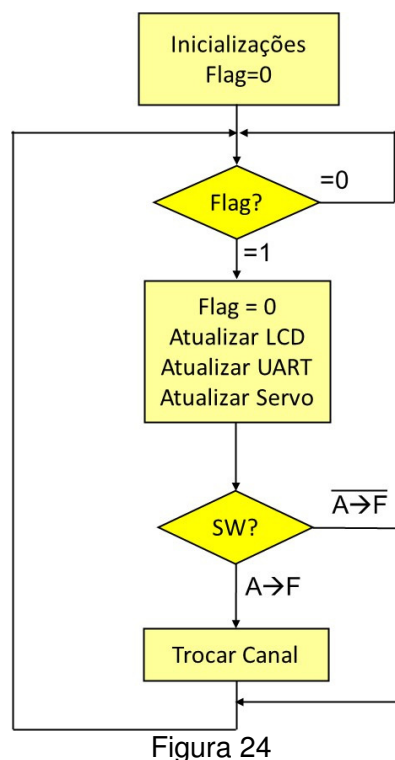 Inicializações
Flag=0
Flag?
=0
=1
Flag = 0
Atualizar LCD
Atualizar UART
Atualizar Servo
SW?
A→F
A→F
Trocar Canal
Figura 24